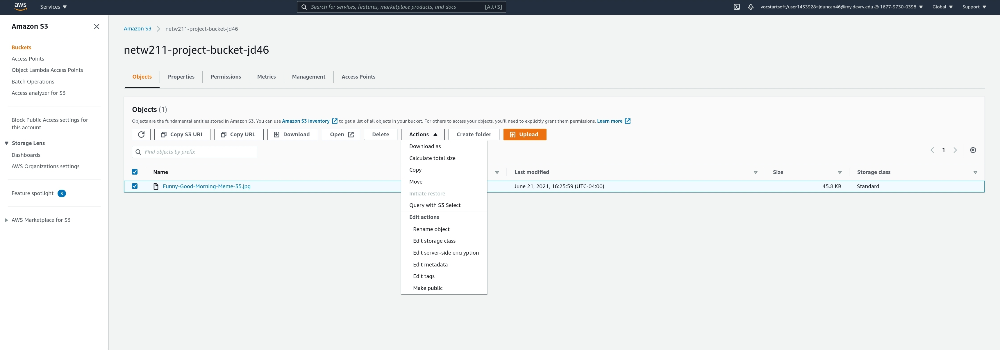 aws Services Search for services, features, marketplace products, and docs [Alt+S] vocstartsoft/user1433928=jduncan46@my.devry.edu @ 1677-9730-0398 Global Support
Amazon S3
Buckets
Access Points
Object Lambda Access Points
Batch Operations
Access analyzer for S3
Block Public Access settings for
this account
Storage Lens
Dashboards
AWS Organizations settings
Feature spotlight 3
AWS Marketplace for S3
Amazon S3 netw211-project-bucket-jd46
netw211-project-bucket-jd46
Objects Properties Permissions Metrics Management Access Points
Objects (1)
Objects are the fundamental entities stored in Amazon S3. You can use Amazon S3 inventory to get a list of all objects in your bucket. For others to access your objects, you'll need to explicitly grant them permissions. Learn more
Copy S3 URI Copy URL Download Open Delete Actions Create folder Upload
Find objects by prefix 1
Name Last modified Size Storage class
Funny-Good-Morning-Meme-35.jpg June 21, 2021, 16:25:59 (UTC-04:00) 45.8 KB Standard
Download as
Calculate total size
Copy
Move
Initiate restore
Query with S3 Select
Edit actions
Rename object
Edit storage class
Edit server-side encryption
Edit metadata
Edit tags
Make public